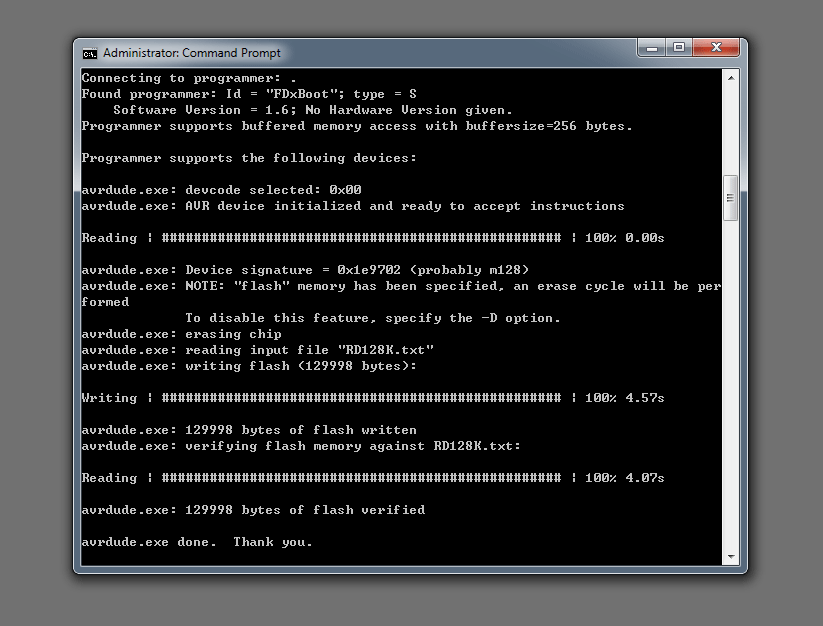 Administrator: Command Prompt
Connecting to programmer: .
Found programmer: Id = "FDxBoot"; type = S
    Software Version = 1.6; No Hardware Version given.
Programmer supports buffered memory access with buffersize=256 bytes.
Programmer supports the following devices:
avrdude.exe: devcode selected: 0x00
avrdude.exe: AVR device initialized and ready to accept instructions
Reading | ################################################## | 100% 0.00s
avrdude.exe: Device signature = 0x1e9702 (probably m128)
avrdude.exe: NOTE: "flash" memory has been specified, an erase cycle will be per
formed
             To disable this feature, specify the -D option.
avrdude.exe: erasing chip
avrdude.exe: reading input file "RD128K.txt"
avrdude.exe: writing flash (129998 bytes):
Writing | ################################################## | 100% 4.57s
avrdude.exe: 129998 bytes of flash written
avrdude.exe: verifying flash memory against RD128K.txt:
Reading | ################################################## | 100% 4.07s
avrdude.exe: 129998 bytes of flash verified
avrdude.exe done.  Thank you.